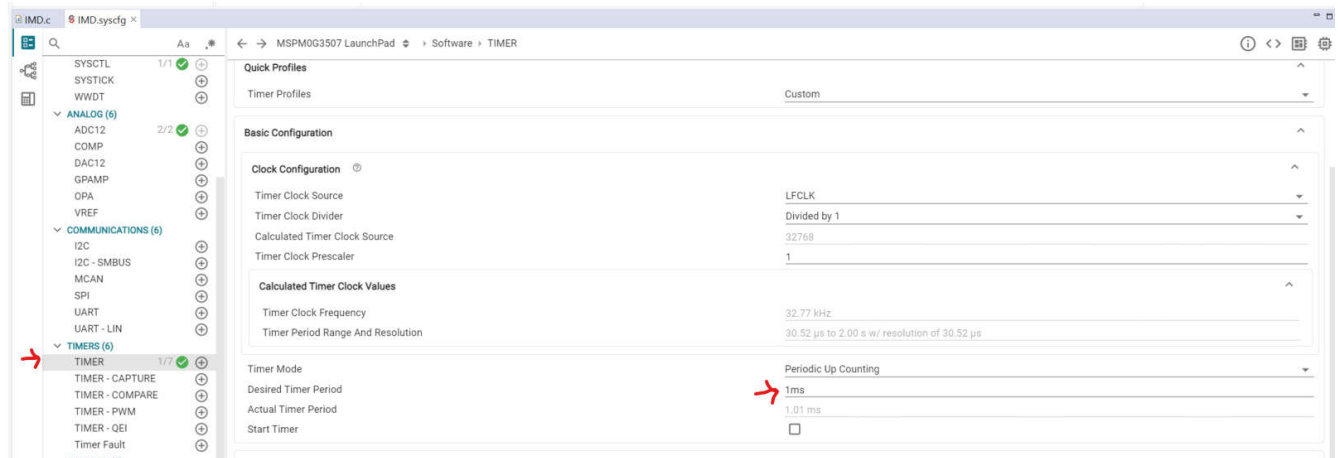 IMD.c IMD.syscfg ×
Aa .*
MSPM0G3507 LaunchPad Software TIMER
SYSCTL 1/1
SYSTICK
WWDT
ANALOG (6)
ADC12 2/2
COMP
DAC12
GPAMP
OPA
VREF
COMMUNICATIONS (6)
I2C
I2C - SMBUS
MCAN
SPI
UART
UART - LIN
TIMERS (6)
TIMER 1/7
TIMER - CAPTURE
TIMER - COMPARE
TIMER - PWM
TIMER - QEI
Timer Fault
Quick Profiles
Timer Profiles Custom
Basic Configuration
Clock Configuration
Timer Clock Source LFCLK
Timer Clock Divider Divided by 1
Calculated Timer Clock Source 32768
Timer Clock Prescaler 1
Calculated Timer Clock Values
Timer Clock Frequency 32.77 kHz
Timer Period Range And Resolution 30.52 µs to 2.00 s w/ resolution of 30.52 µs
Timer Mode Periodic Up Counting
Desired Timer Period 1ms
Actual Timer Period 1.01 ms
Start Timer